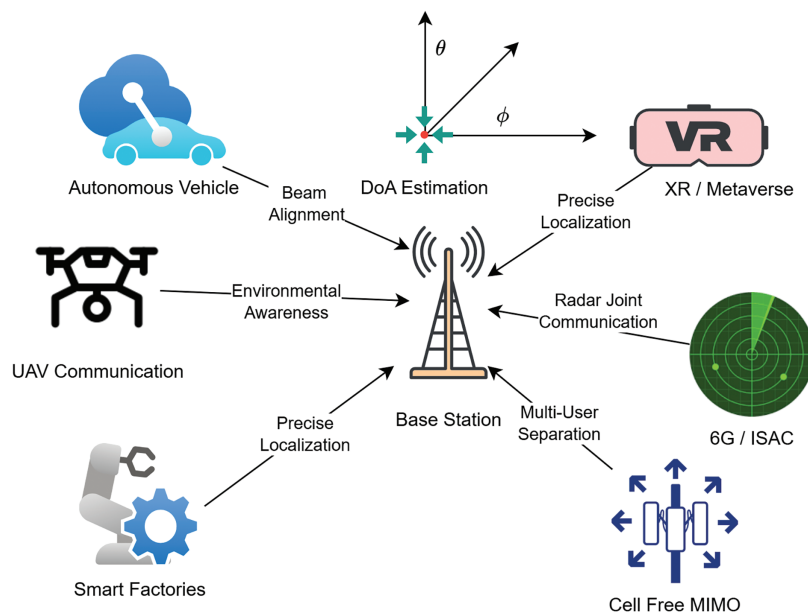 θ
ϕ
VR
Autonomous Vehicle
DoA Estimation
XR / Metaverse
Beam
Alignment
Precise
Localization
Environmental
Awareness
Radar Joint
Communication
UAV Communication
Base Station
Precise
Localization
Multi-User
Separation
6G / ISAC
Smart Factories
Cell Free MIMO